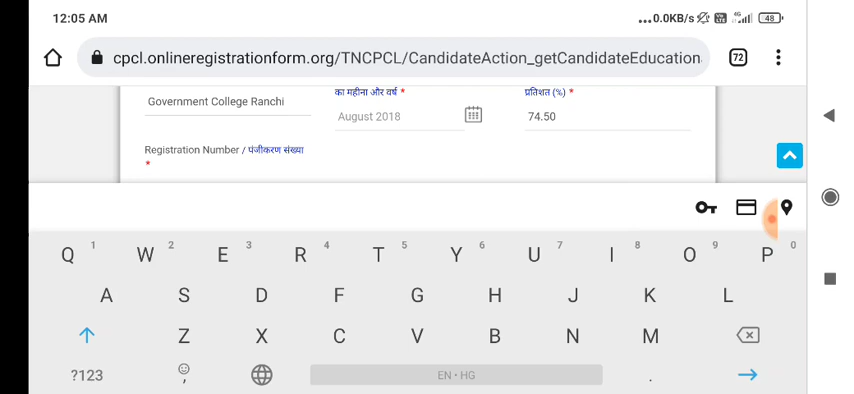 12:05 AM
...0.0KB/s 4G 48
cpcl.onlineregistrationform.org/TNCPCL/CandidateAction_getCandidateEducation
72
का महीना और वर्ष * प्रतिशत (%) *
Government College Ranchi
August 2018 74.50
Registration Number / पंजीकरण संख्या
*
Q 1 W 2 E 3 R 4 T 5 Y 6 U 7 I 8 O 9 P 0
A S D F G H J K L
Z X C V B N M
?123 , EN • HG .